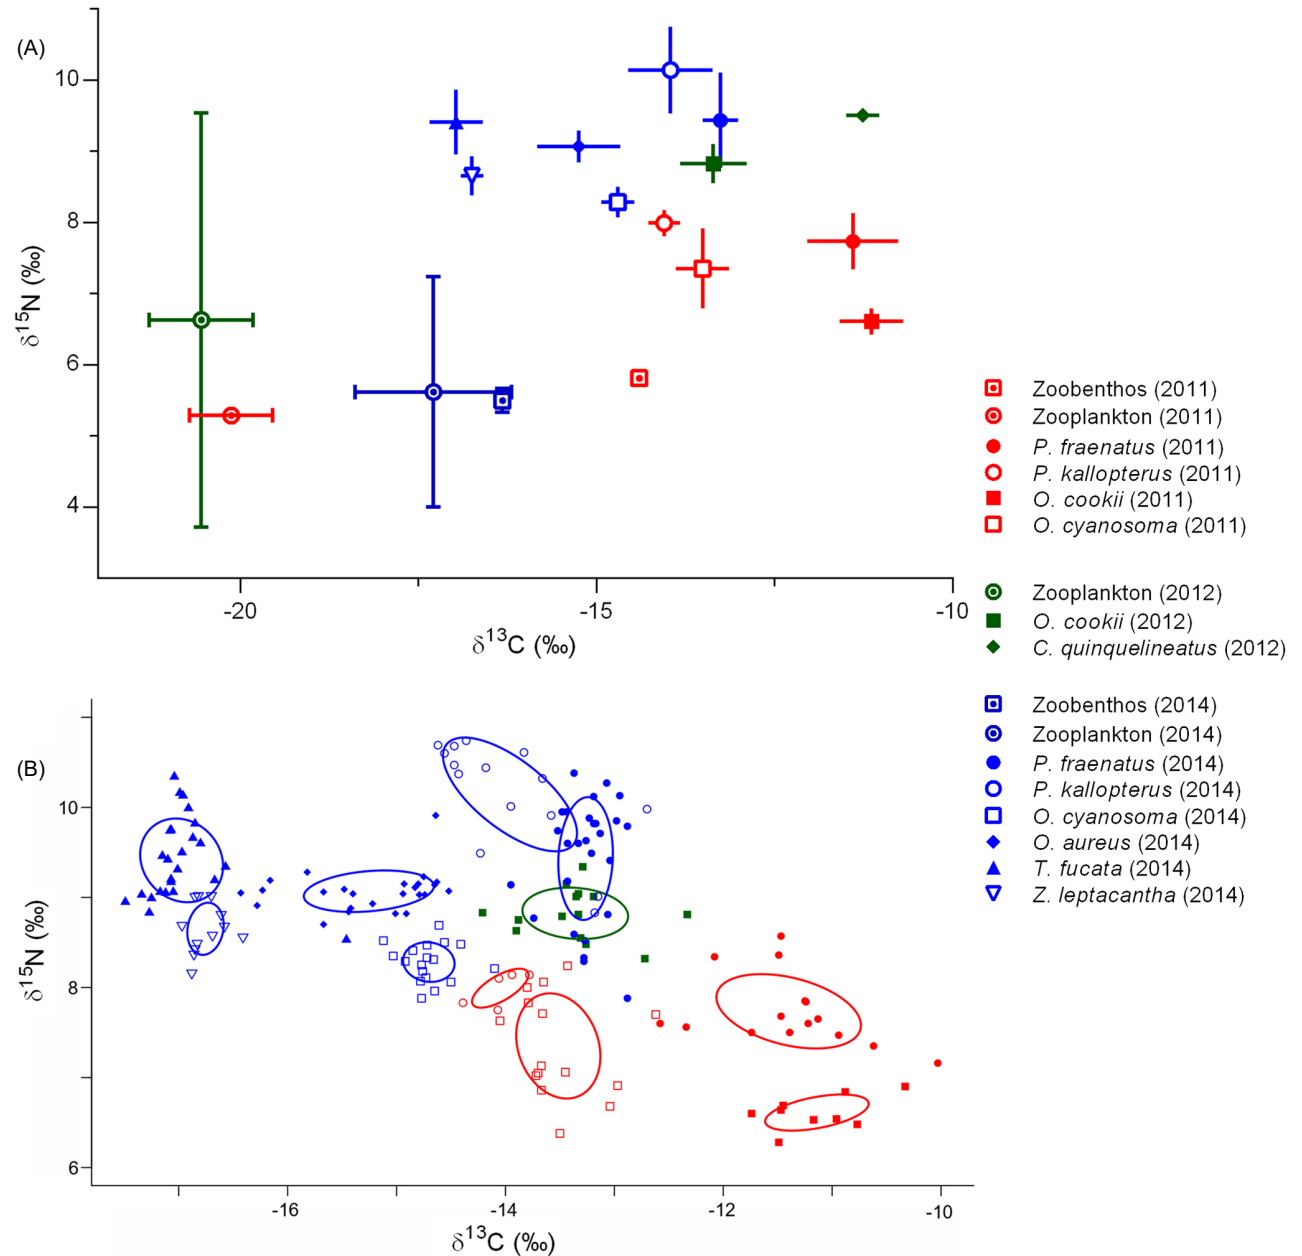 (A)
10
8
6
4
δ15N (‰)
-20
-15
-10
δ13C (‰)
Zoobenthos (2011)
Zooplankton (2011)
P. fraenatus (2011)
P. kallopterus (2011)
O. cookii (2011)
O. cyanosoma (2011)
Zooplankton (2012)
O. cookii (2012)
C. quinquelineatus (2012)
Zoobenthos (2014)
Zooplankton (2014)
P. fraenatus (2014)
P. kallopterus (2014)
O. cyanosoma (2014)
O. aureus (2014)
T. fucata (2014)
Z. leptacantha (2014)
(B)
10
8
6
δ15N (‰)
-16
-14
-12
-10
δ13C (‰)